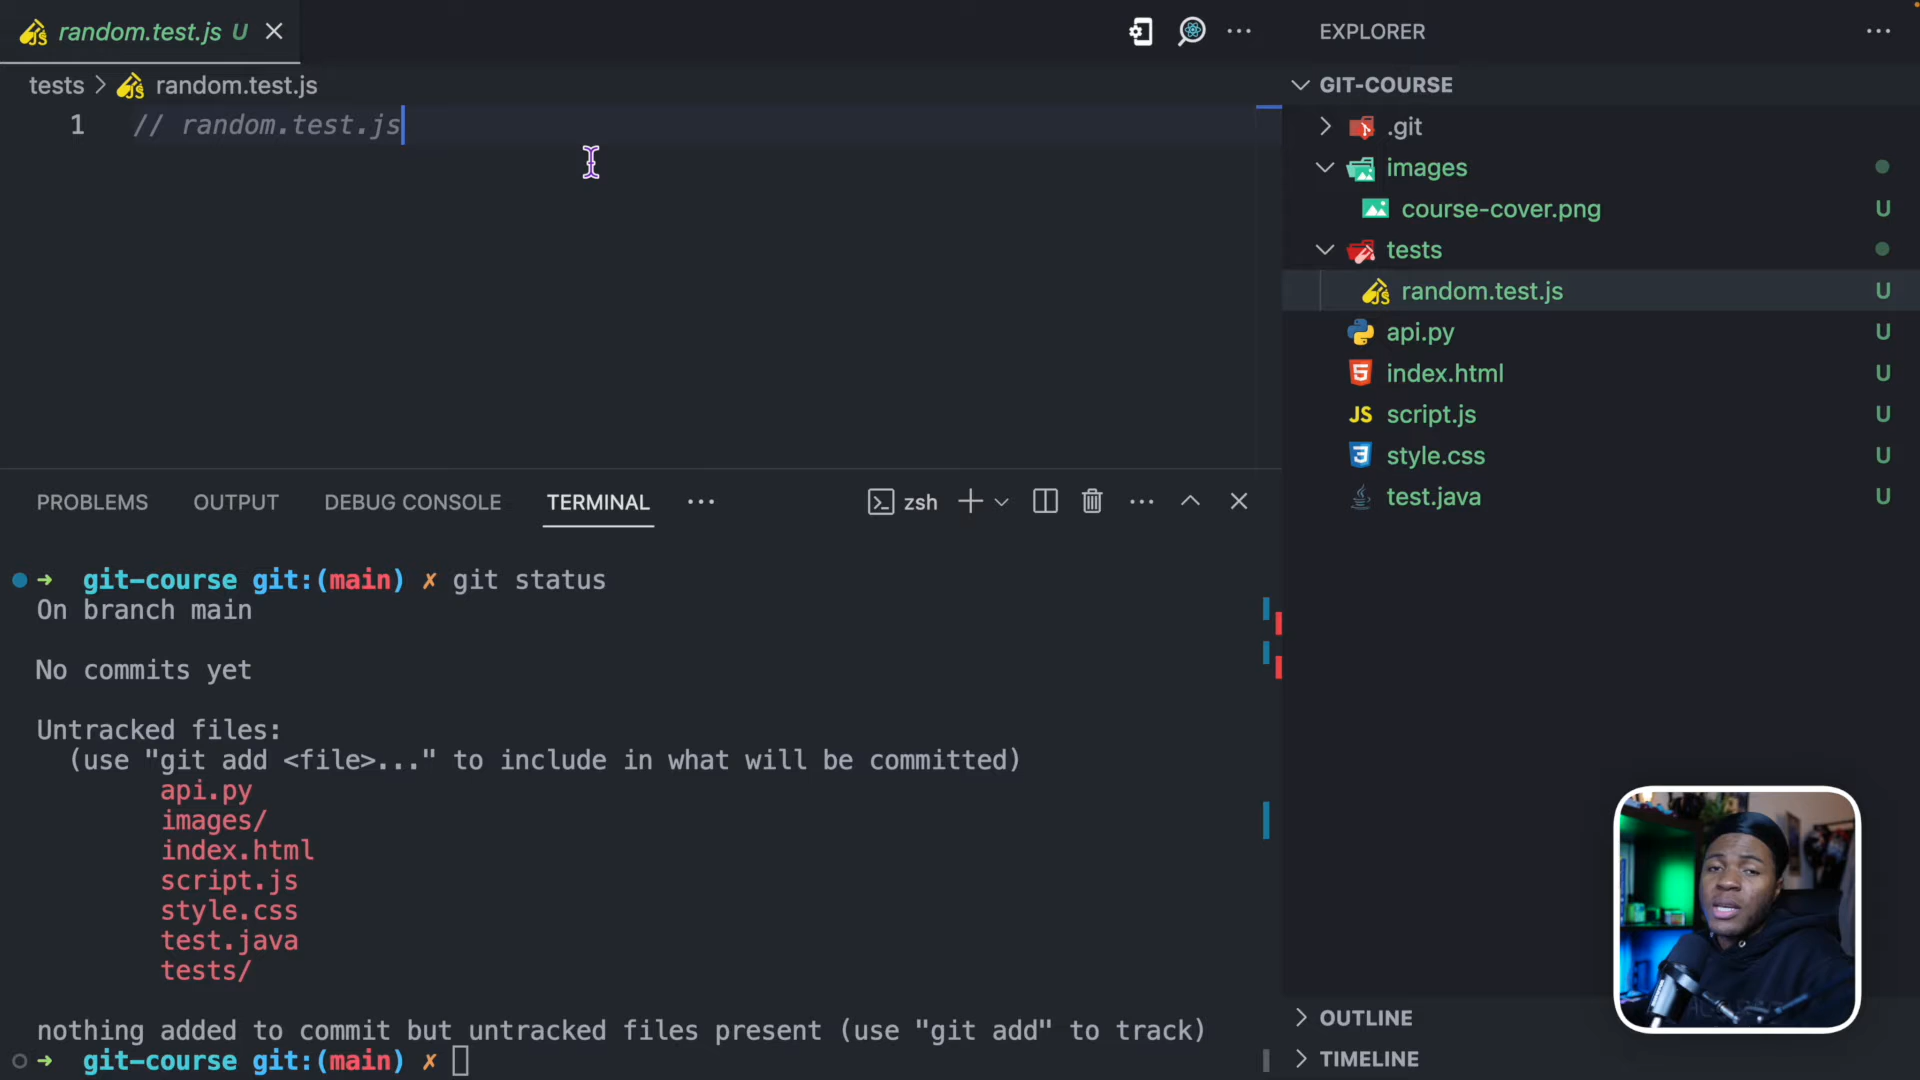 random.test.js U
tests > random.test.js
1 // random.test.js
PROBLEMS OUTPUT DEBUG CONSOLE TERMINAL ... zsh
➜ git-course git:(main) ✗ git status
On branch main
No commits yet
Untracked files:
(use "git add <file>..." to include in what will be committed)
api.py
images/
index.html
script.js
style.css
test.java
tests/
nothing added to commit but untracked files present (use "git add" to track)
➜ git-course git:(main) ✗
EXPLORER
GIT-COURSE
.git
images
course-cover.png U
tests
random.test.js U
api.py U
index.html U
JS script.js U
style.css U
test.java U
OUTLINE
TIMELINE